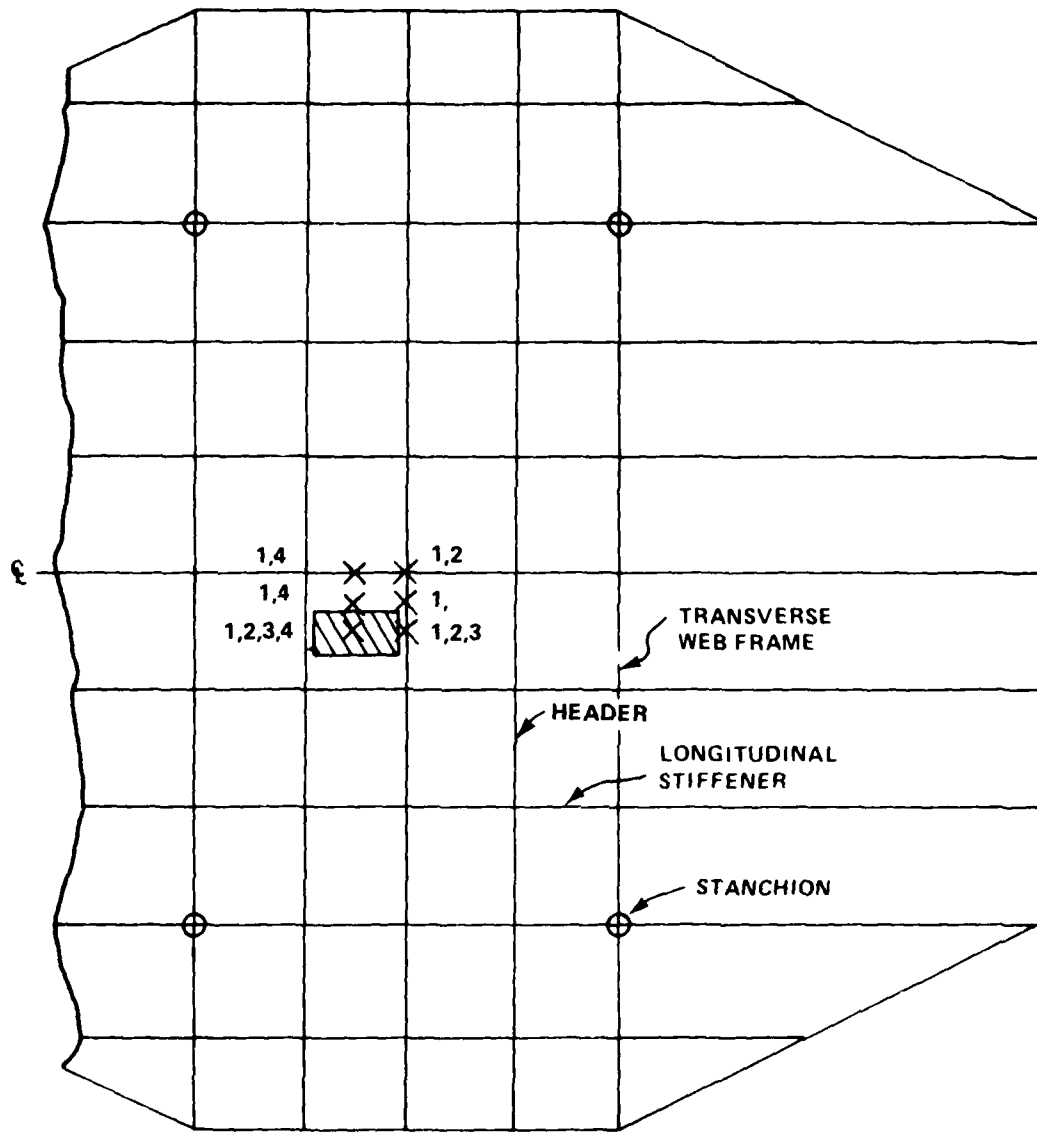 1,4
1,2
℄
1,4
1,
1,2,3,4
1,2,3
TRANSVERSE
WEB FRAME
HEADER
LONGITUDINAL
STIFFENER
STANCHION